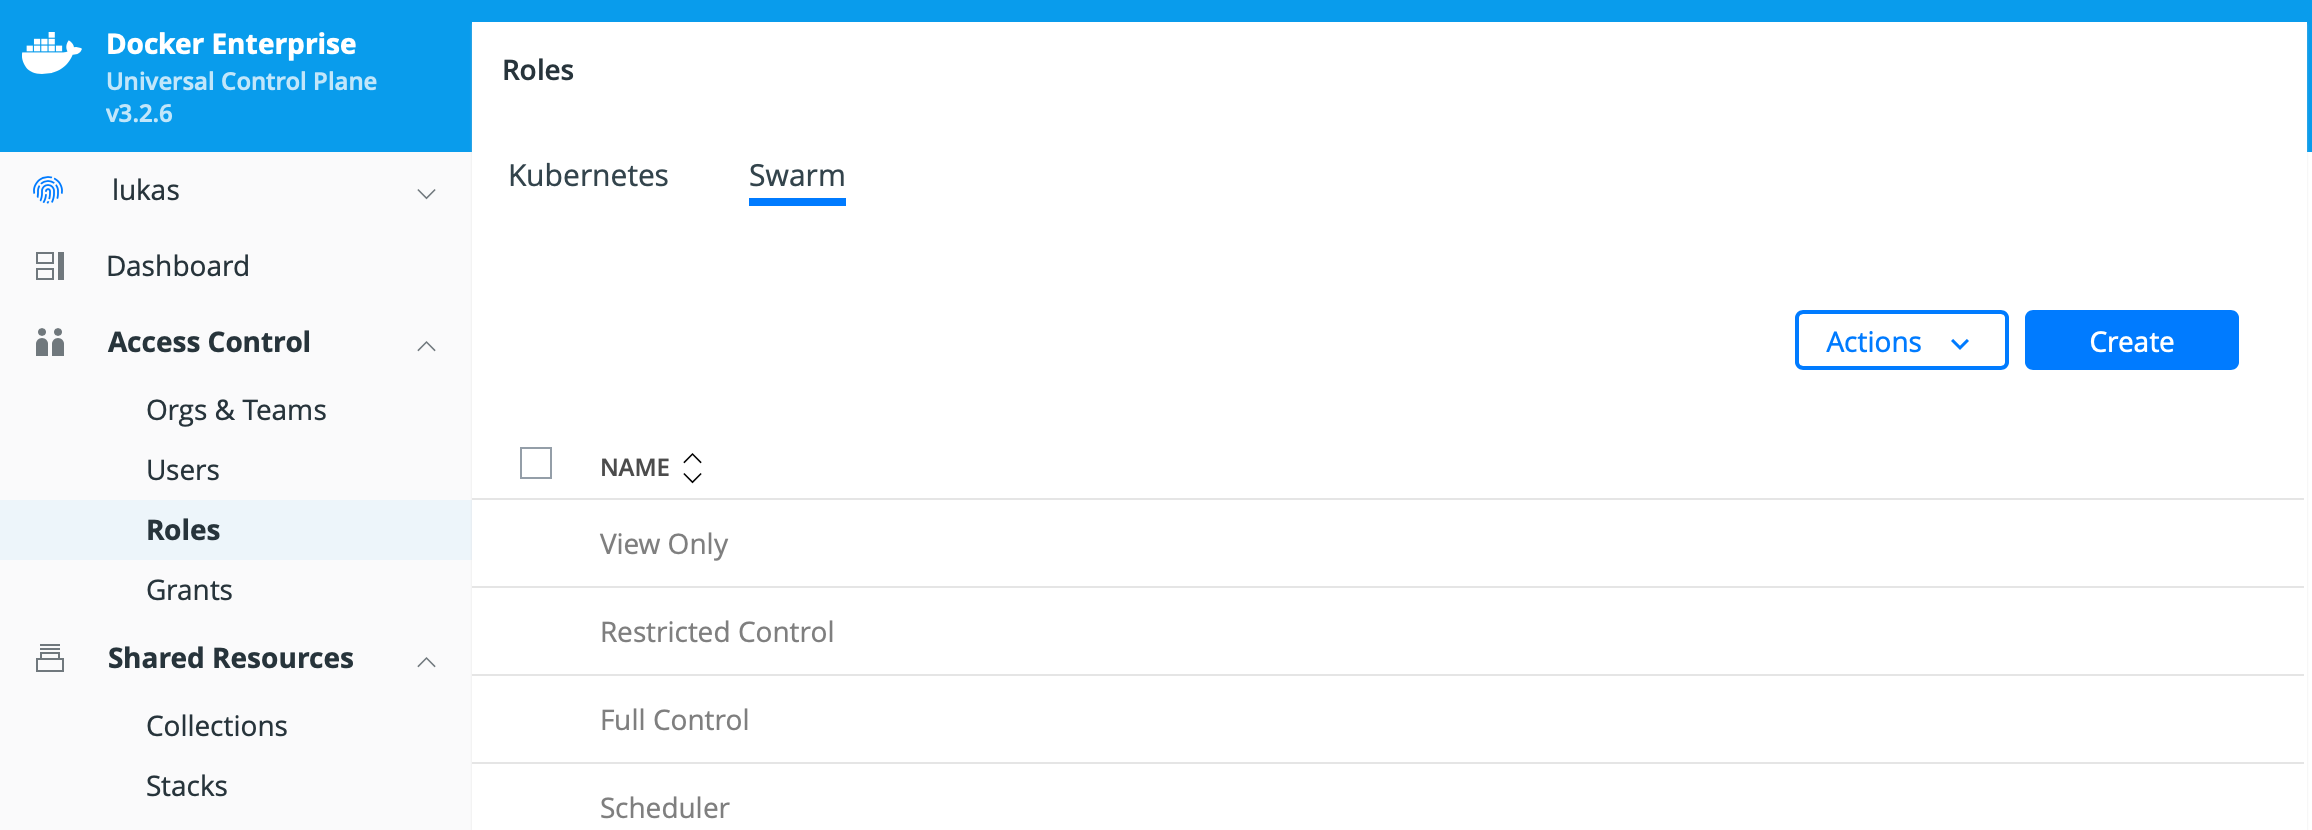 Docker Enterprise
Universal Control Plane
v3.2.6
lukas
Dashboard
Access Control
Orgs & Teams
Users
Roles
Grants
Shared Resources
Collections
Stacks
Roles
Kubernetes Swarm
Actions Create
NAME
View Only
Restricted Control
Full Control
Scheduler